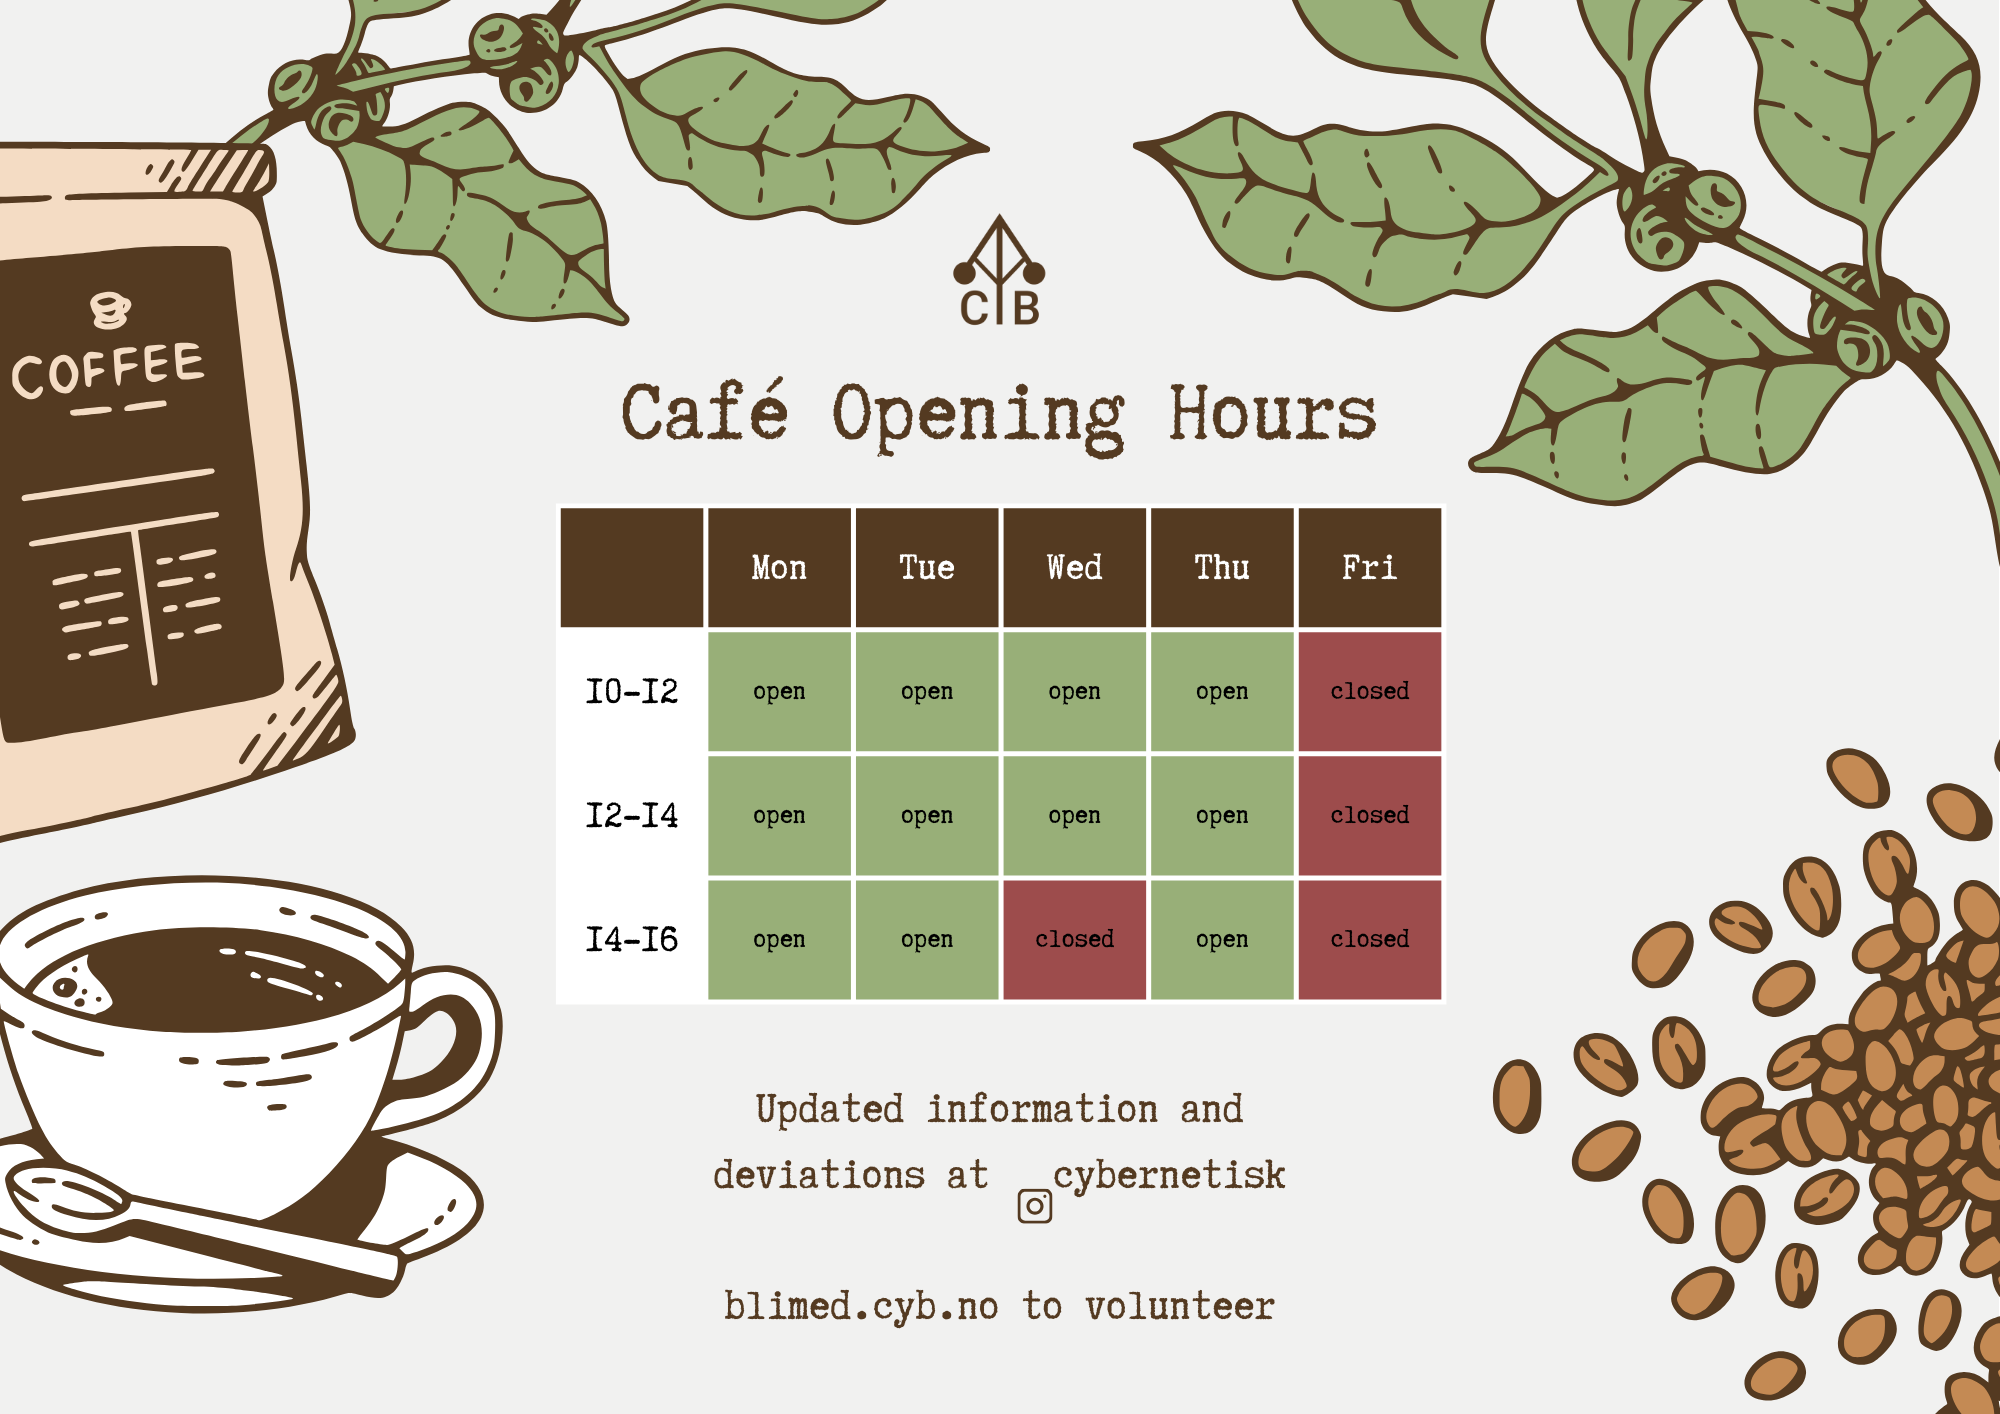 COFFEE
C B
Café Opening Hours
Mon Tue Wed Thu Fri
10-12 open open open open closed
12-14 open open open open closed
14-16 open open closed open closed
Updated information and
deviations at cybernetisk
blimed.cyb.no to volunteer